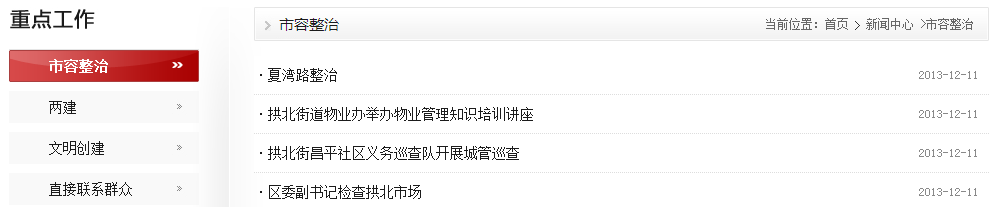 重点工作
市容整治
两建
文明创建
直接联系群众
市容整治
当前位置：首页 > 新闻中心 >市容整治
· 夏湾路整治 2013-12-11
· 拱北街道物业办举办物业管理知识培训讲座 2013-12-11
· 拱北街昌平社区义务巡查队开展城管巡查 2013-12-11
· 区委副书记检查拱北市场 2013-12-11